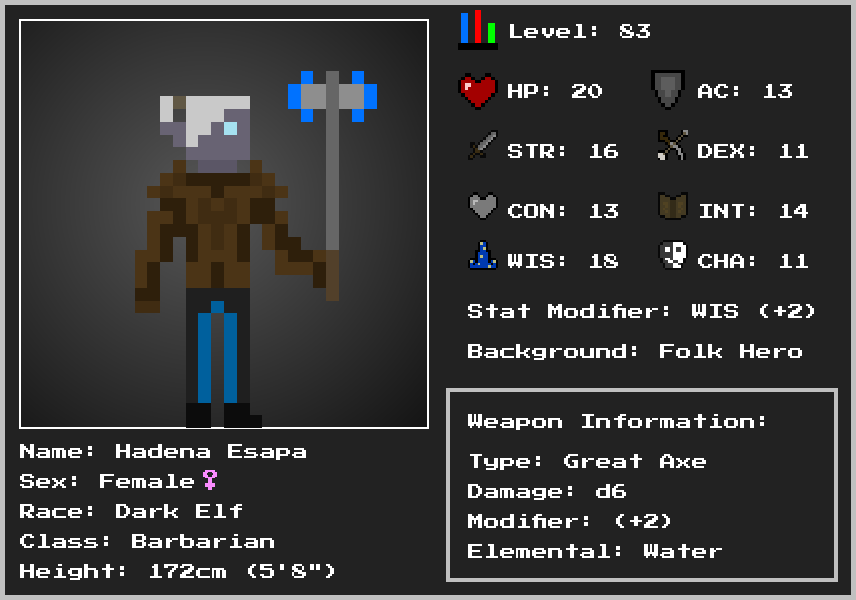 Level: 83
HP: 20
AC: 13
STR: 16
DEX: 11
CON: 13
INT: 14
WIS: 18
CHA: 11
Stat Modifier: WIS (+2)
Background: Folk Hero
Name: Hadena Esapa
Sex: Female♀
Race: Dark Elf
Class: Barbarian
Height: 172cm (5'8")
Weapon Information:
Type: Great Axe
Damage: d6
Modifier: (+2)
Elemental: Water